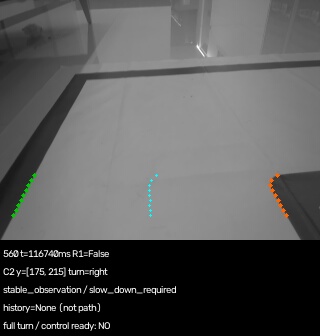 560 t=116740ms R1=False
C2 y=[175, 215] turn=right
stable_observation / slow_down_required
history=None (not path)
full turn / control ready: NO